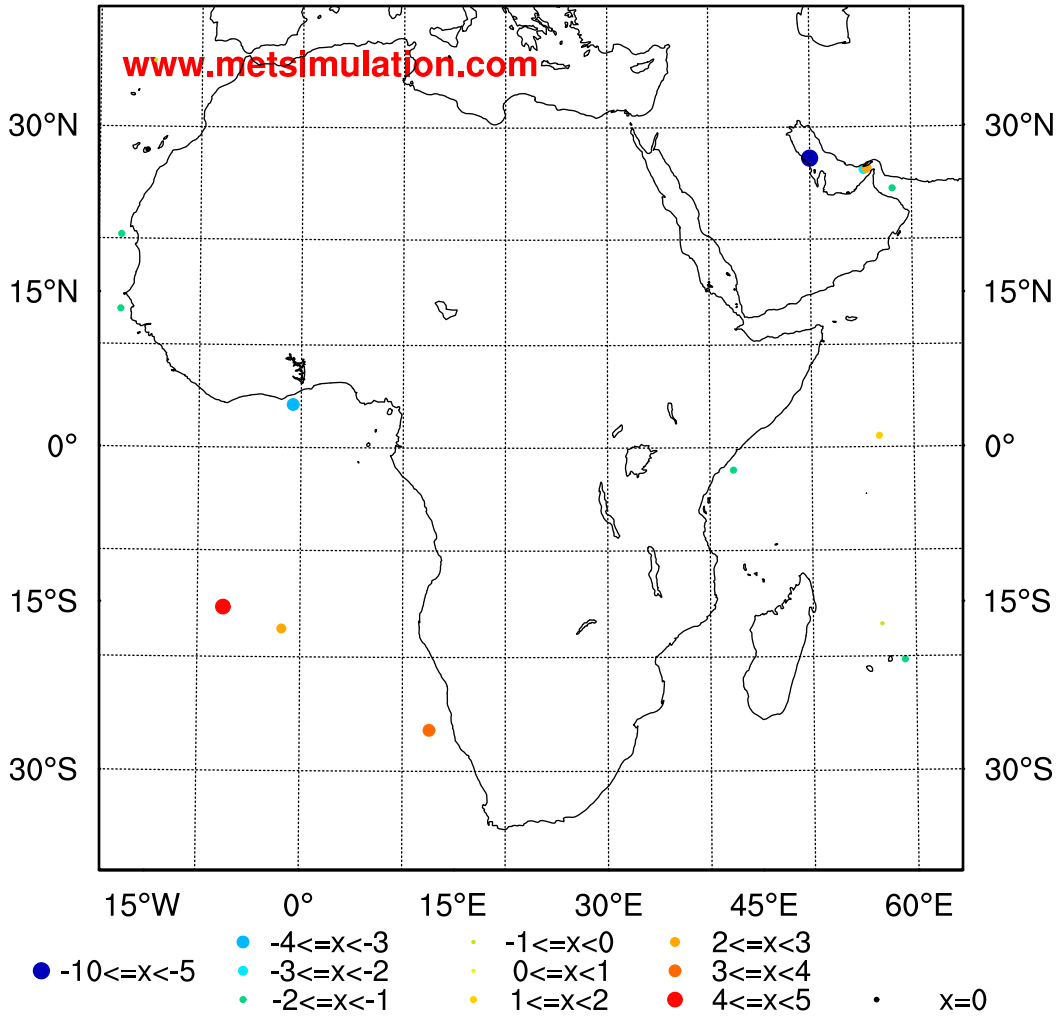 www.metsimulation.com
30°N 30°N
15°N 15°N
0° 0°
15°S 15°S
30°S 30°S
15°W 0° 15°E 30°E 45°E 60°E
-4<=x<-3 -1<=x<0 2<=x<3
-10<=x<-5 -3<=x<-2 0<=x<1 3<=x<4
-2<=x<-1 1<=x<2 4<=x<5 x=0